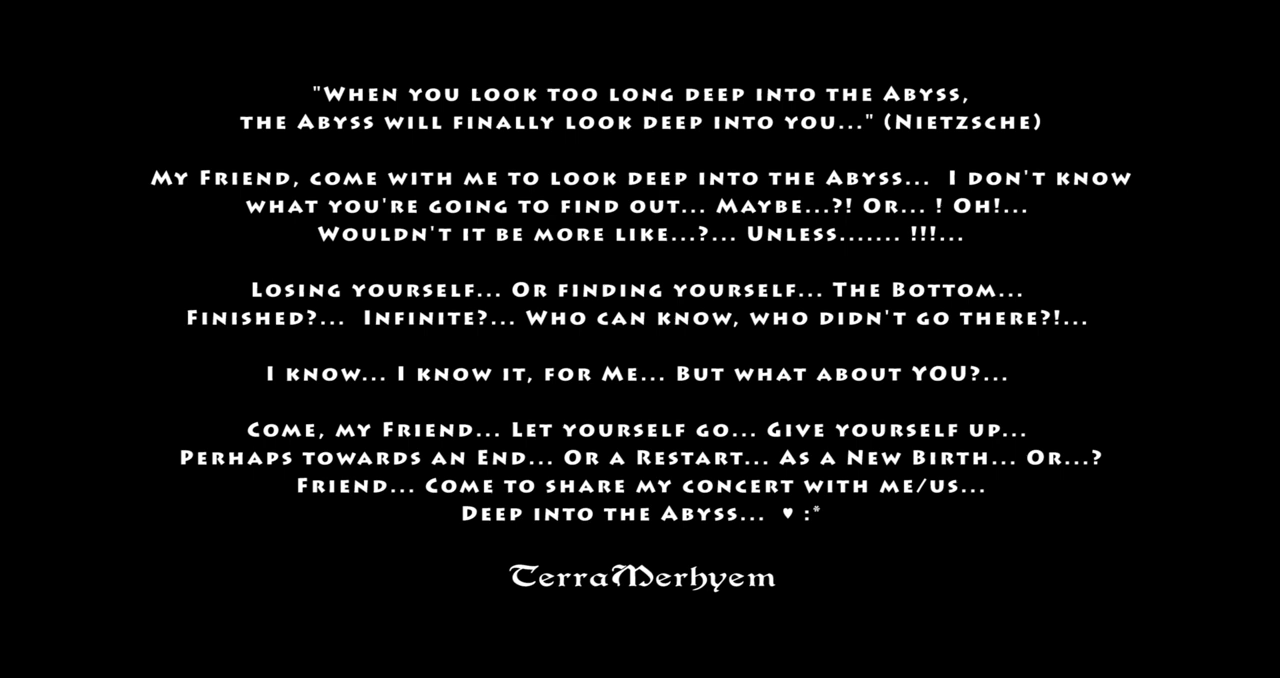 "When you look too long deep into the Abyss,
the Abyss will finally look deep into you..." (Nietzsche)
My Friend, come with me to look deep into the Abyss...  I don't know
what you're going to find out... Maybe...?! Or... ! Oh!...
Wouldn't it be more like...?... Unless....... !!!...
Losing yourself... Or finding yourself... The Bottom...
Finished?...  Infinite?... Who can know, who didn't go there?!...
I know... I know it, for Me... But what about YOU?...
Come, my Friend... Let yourself go... Give yourself up...
Perhaps towards an End... Or a Restart... As a New Birth... Or...?
Friend... Come to share my concert with me/us...
Deep into the Abyss...  ♥ :*
TerraMerhyem